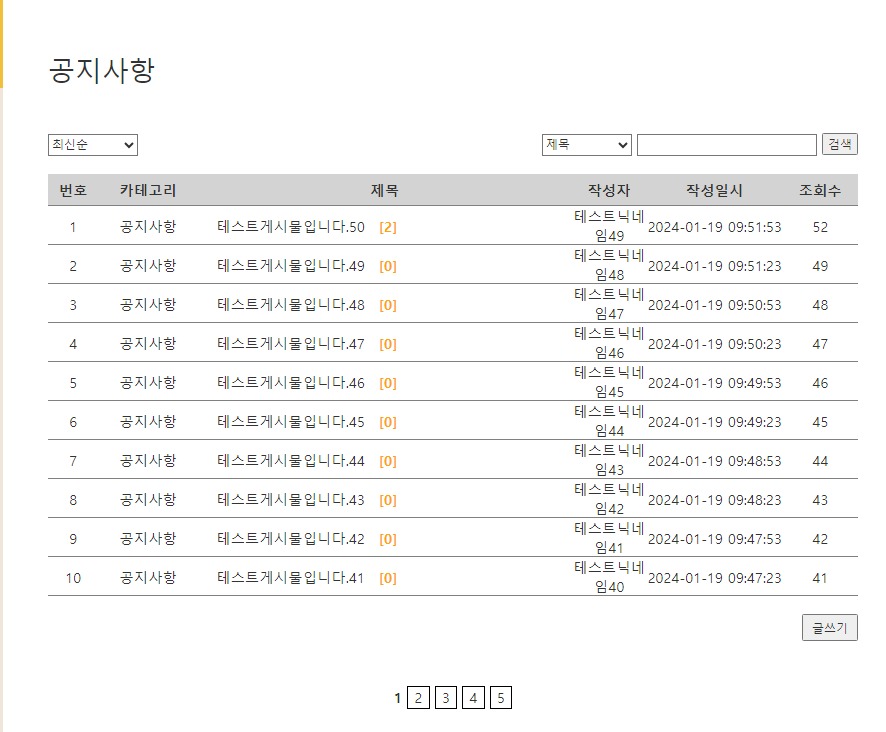 공지사항
최신순 제목 검색
번호 카테고리 제목 작성자 작성일시 조회수
1 공지사항 테스트게시물입니다.50 [2] 테스트닉네임49 2024-01-19 09:51:53 52
2 공지사항 테스트게시물입니다.49 [0] 테스트닉네임48 2024-01-19 09:51:23 49
3 공지사항 테스트게시물입니다.48 [0] 테스트닉네임47 2024-01-19 09:50:53 48
4 공지사항 테스트게시물입니다.47 [0] 테스트닉네임46 2024-01-19 09:50:23 47
5 공지사항 테스트게시물입니다.46 [0] 테스트닉네임45 2024-01-19 09:49:53 46
6 공지사항 테스트게시물입니다.45 [0] 테스트닉네임44 2024-01-19 09:49:23 45
7 공지사항 테스트게시물입니다.44 [0] 테스트닉네임43 2024-01-19 09:48:53 44
8 공지사항 테스트게시물입니다.43 [0] 테스트닉네임42 2024-01-19 09:48:23 43
9 공지사항 테스트게시물입니다.42 [0] 테스트닉네임41 2024-01-19 09:47:53 42
10 공지사항 테스트게시물입니다.41 [0] 테스트닉네임40 2024-01-19 09:47:23 41
글쓰기
1 2 3 4 5